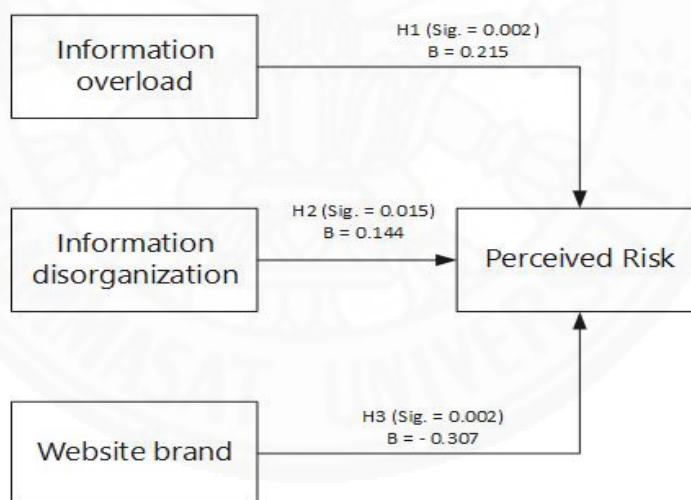 H1 (Sig. = 0.002)
B = 0.215
Information
overload
H2 (Sig. = 0.015)
B = 0.144
Information
disorganization
Perceived Risk
H3 (Sig. = 0.002)
B = - 0.307
Website brand